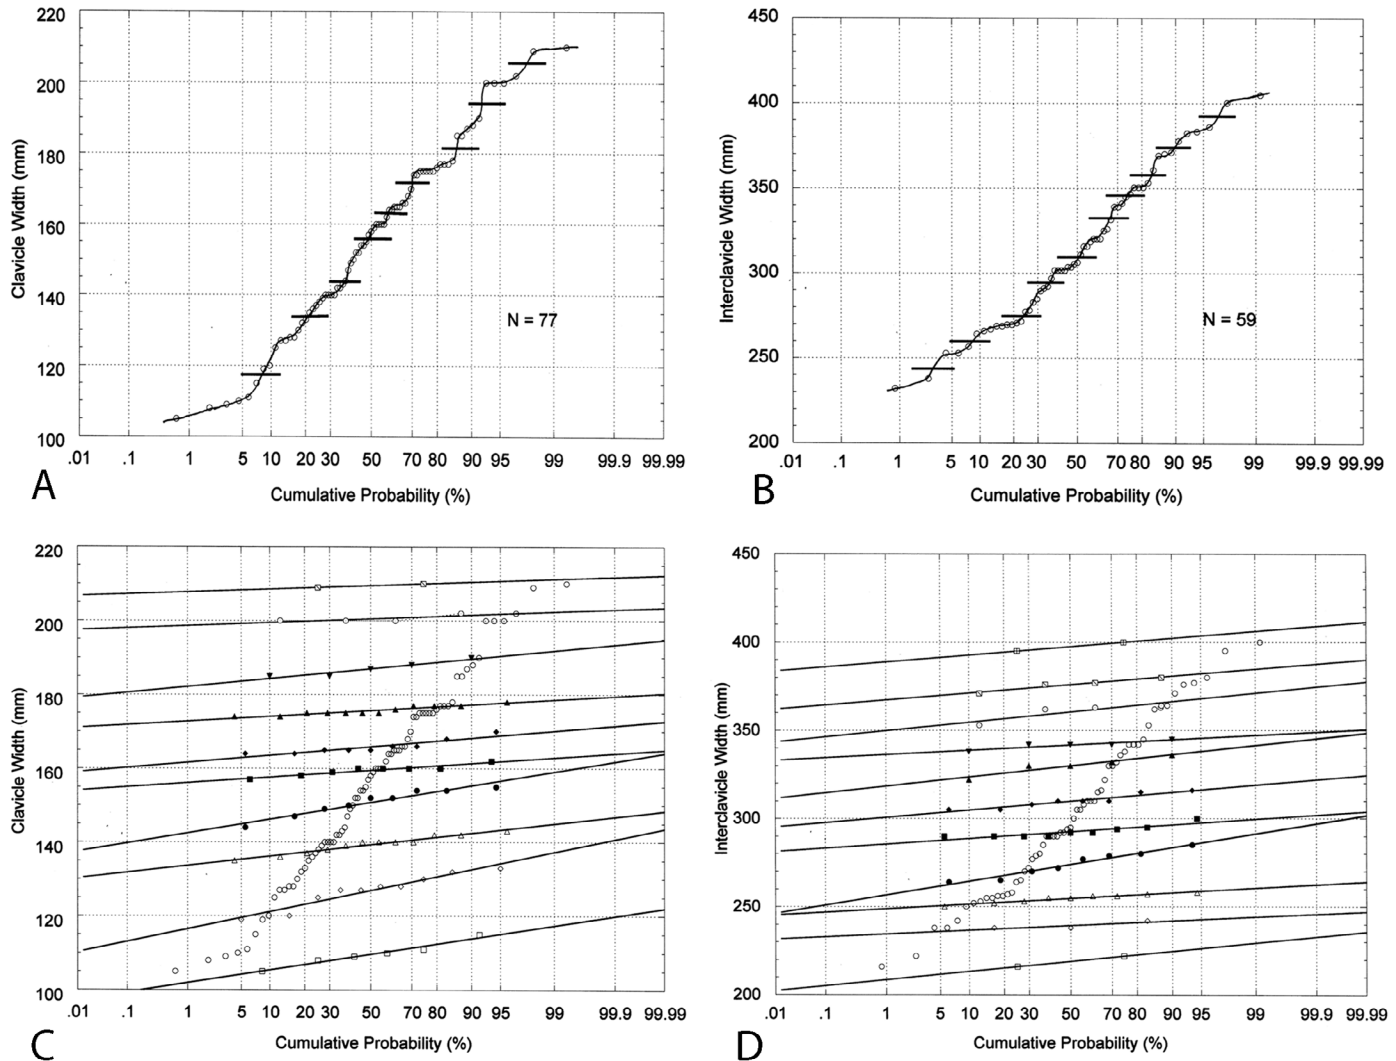 220
200
180
160
140
120
100
Clavicle Width (mm)
N = 77
.01 .1 1 5 10 20 30 50 70 80 90 95 99 99.9 99.99
Cumulative Probability (%)
A
450
400
350
300
250
200
Interclavicle Width (mm)
N = 59
.01 .1 1 5 10 20 30 50 70 80 90 95 99 99.9 99.99
Cumulative Probability (%)
B
220
200
180
160
140
120
100
Clavicle Width (mm)
.01 .1 1 5 10 20 30 50 70 80 90 95 99 99.9 99.99
Cumulative Probability (%)
C
450
400
350
300
250
200
Interclavicle Width (mm)
.01 .1 1 5 10 20 30 50 70 80 90 95 99 99.9 99.99
Cumulative Probability (%)
D